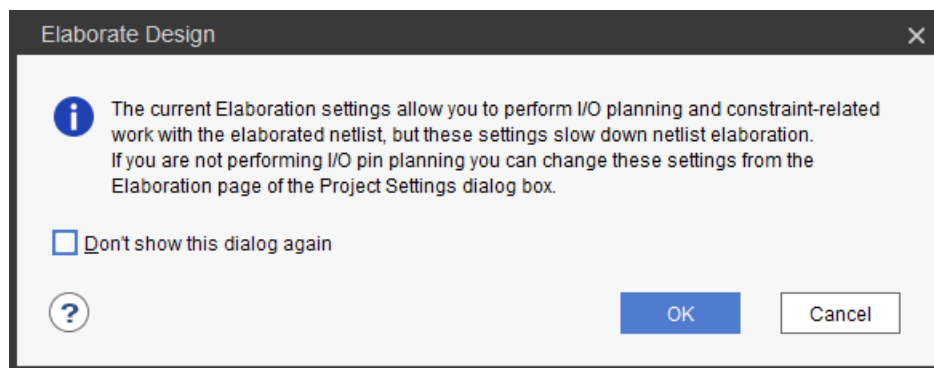 Elaborate Design
The current Elaboration settings allow you to perform I/O planning and constraint-related
work with the elaborated netlist, but these settings slow down netlist elaboration.
If you are not performing I/O pin planning you can change these settings from the
Elaboration page of the Project Settings dialog box.
Don't show this dialog again
? OK Cancel